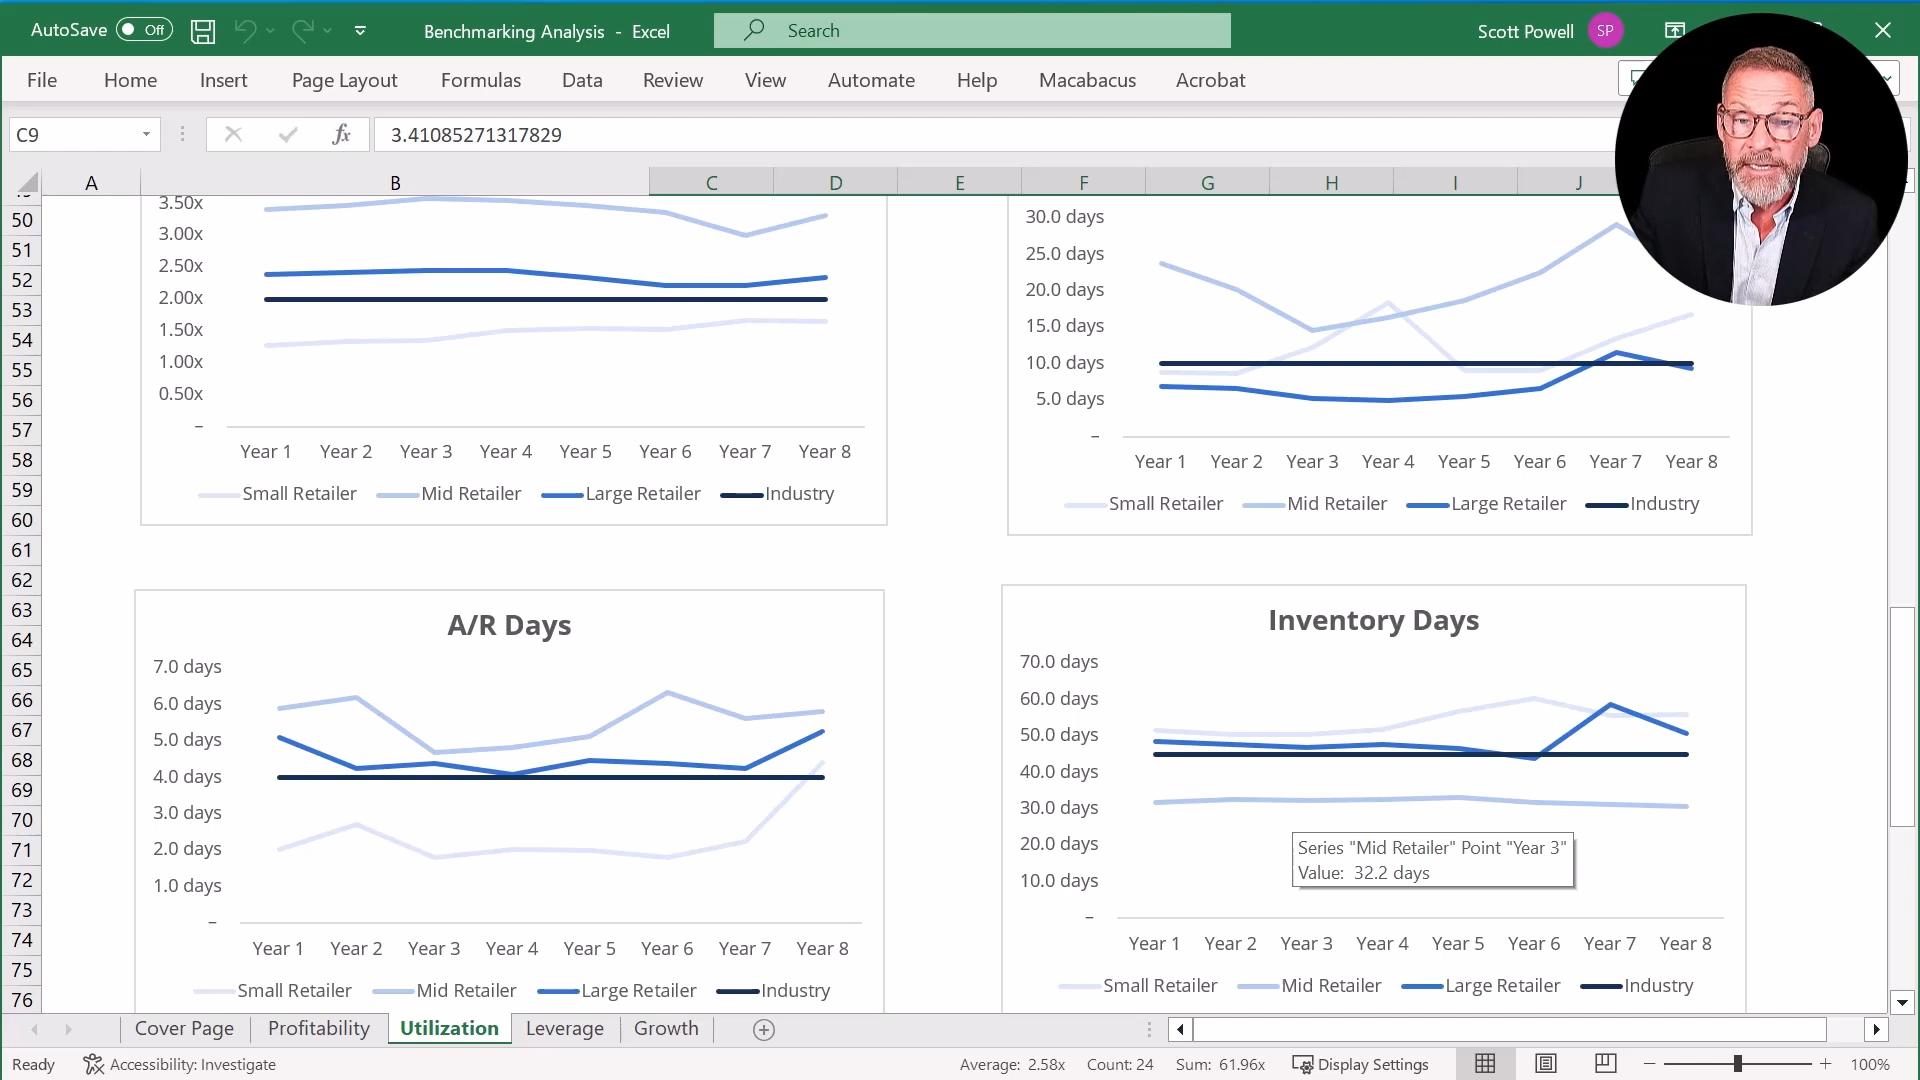 AutoSave Off
Benchmarking Analysis - Excel
Search
Scott Powell SP
File Home Insert Page Layout Formulas Data Review View Automate Help Macabacus Acrobat
C9 fx 3.41085271317829
A B C D E F G H I J
50
51
52
53
54
55
56
57
58
59
60
61
62
63
64
65
66
67
68
69
70
71
72
73
74
75
76
3.50x
3.00x
2.50x
2.00x
1.50x
1.00x
0.50x
–
Year 1 Year 2 Year 3 Year 4 Year 5 Year 6 Year 7 Year 8
Small Retailer Mid Retailer Large Retailer Industry
30.0 days
25.0 days
20.0 days
15.0 days
10.0 days
5.0 days
–
Year 1 Year 2 Year 3 Year 4 Year 5 Year 6 Year 7 Year 8
Small Retailer Mid Retailer Large Retailer Industry
A/R Days
7.0 days
6.0 days
5.0 days
4.0 days
3.0 days
2.0 days
1.0 days
–
Year 1 Year 2 Year 3 Year 4 Year 5 Year 6 Year 7 Year 8
Small Retailer Mid Retailer Large Retailer Industry
Inventory Days
70.0 days
60.0 days
50.0 days
40.0 days
30.0 days
20.0 days
10.0 days
–
Series "Mid Retailer" Point "Year 3"
Value: 32.2 days
Year 1 Year 2 Year 3 Year 4 Year 5 Year 6 Year 7 Year 8
Small Retailer Mid Retailer Large Retailer Industry
Cover Page Profitability Utilization Leverage Growth
Ready Accessibility: Investigate Average: 2.58x Count: 24 Sum: 61.96x Display Settings 100%